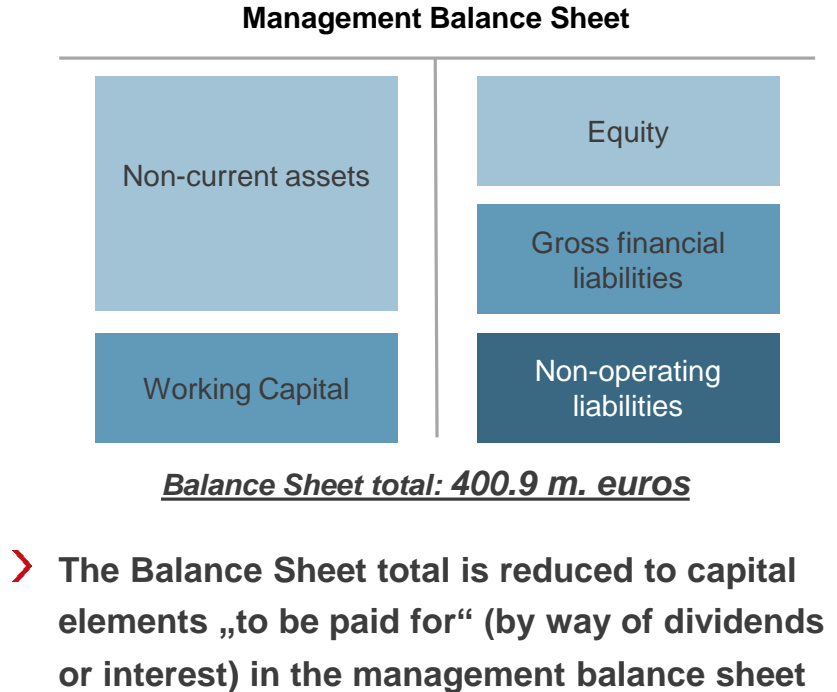 Management Balance Sheet
Non-current assets
Working Capital
Equity
Gross financial
liabilities
Non-operating
liabilities
Balance Sheet total: 400.9 m. euros
The Balance Sheet total is reduced to capital
elements „to be paid for“ (by way of dividends
or interest) in the management balance sheet